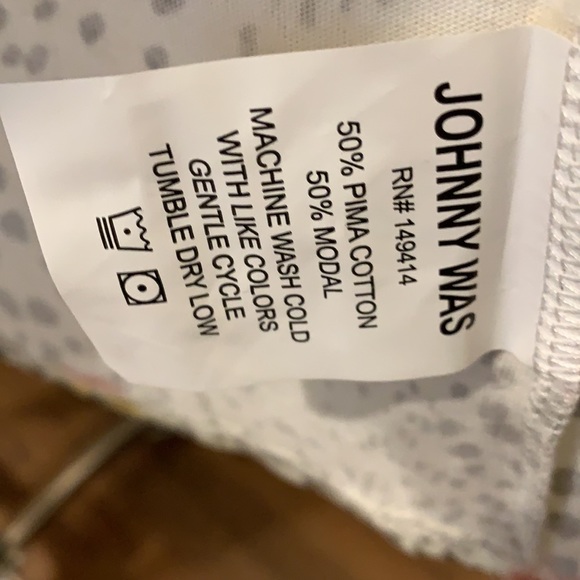 JOHNNY WAS
RN# 149414
50% PIMA COTTON
50% MODAL
MACHINE WASH COLD
WITH LIKE COLORS
GENTLE CYCLE
TUMBLE DRY LOW